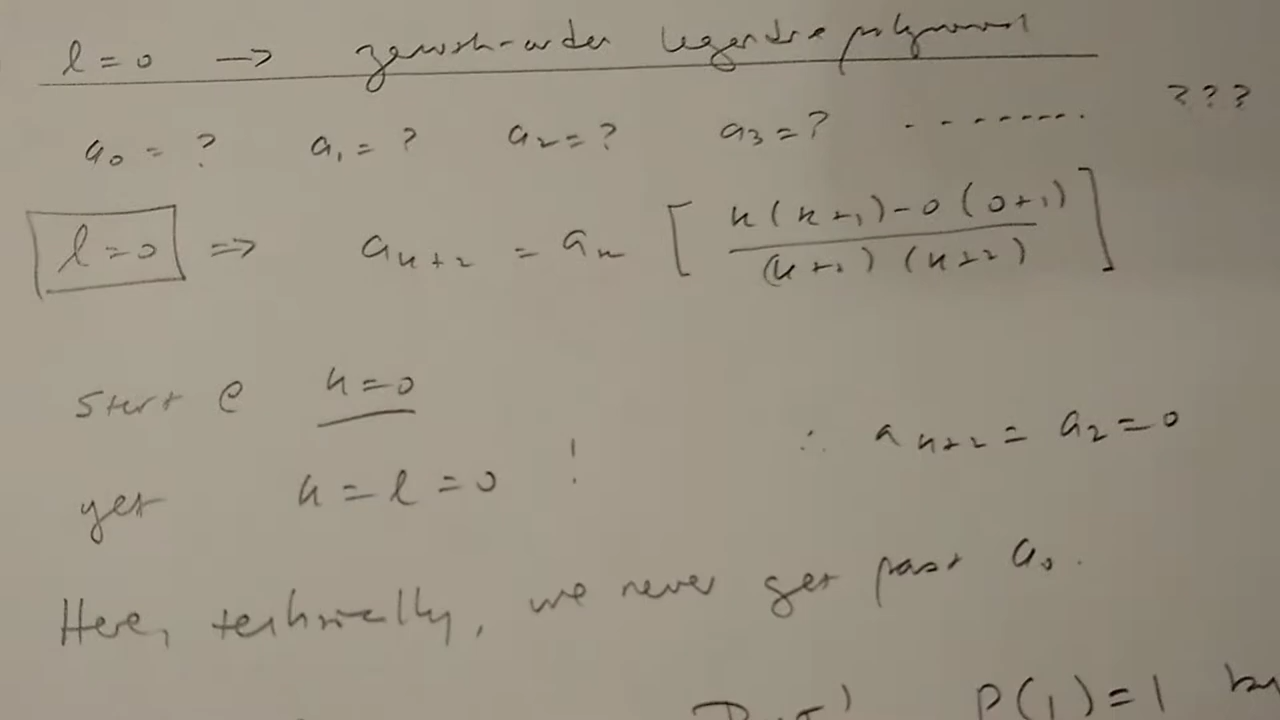 l = 0 → zeroth-order legendre polynomial
a₀ = ? a₁ = ? a₂ = ? a₃ = ? . - - - - - - . ???
l = 0 ⇒ aₙ₊₂ = aₙ [ n(n+1)-0(0+1) / (n+1)(n+2) ]
Start @ n=0
∴ aₙ₊₂ = a₂ = 0
yet n = l = 0 !
Here, technically, we never get past a₀.
P(1) = 1